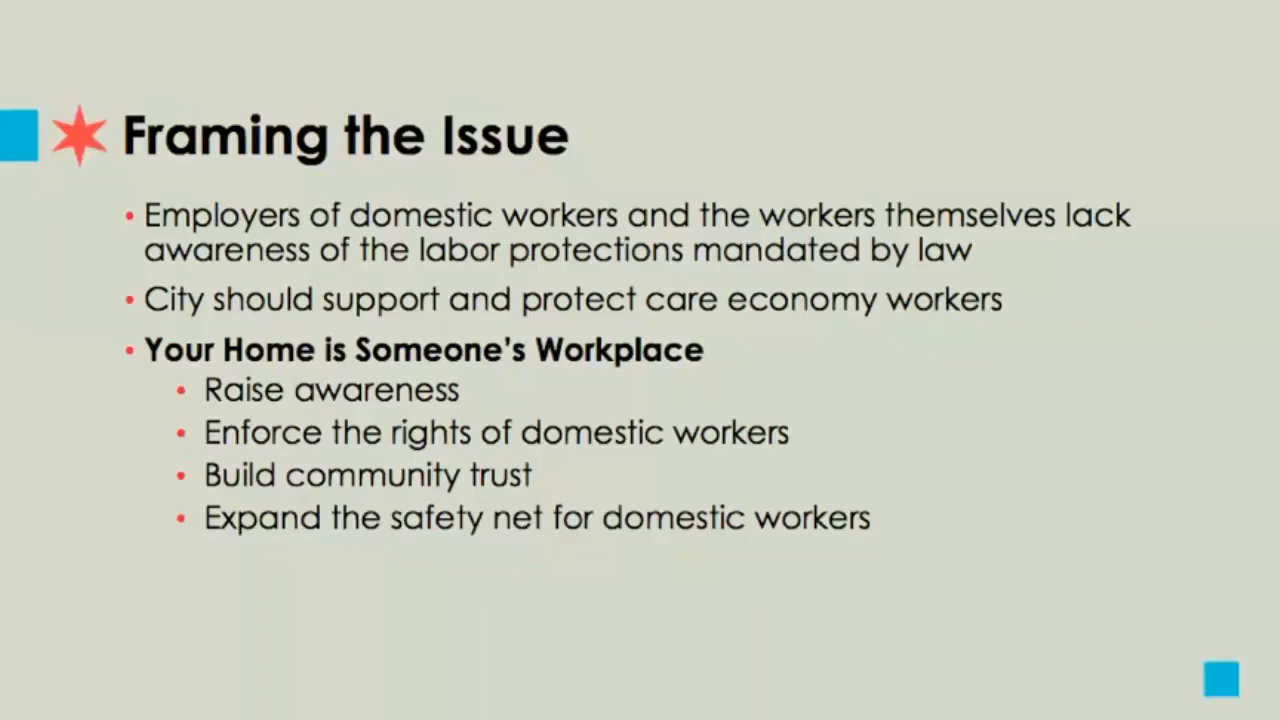 Framing the Issue
• Employers of domestic workers and the workers themselves lack
awareness of the labor protections mandated by law
• City should support and protect care economy workers
• Your Home is Someone's Workplace
• Raise awareness
• Enforce the rights of domestic workers
• Build community trust
• Expand the safety net for domestic workers